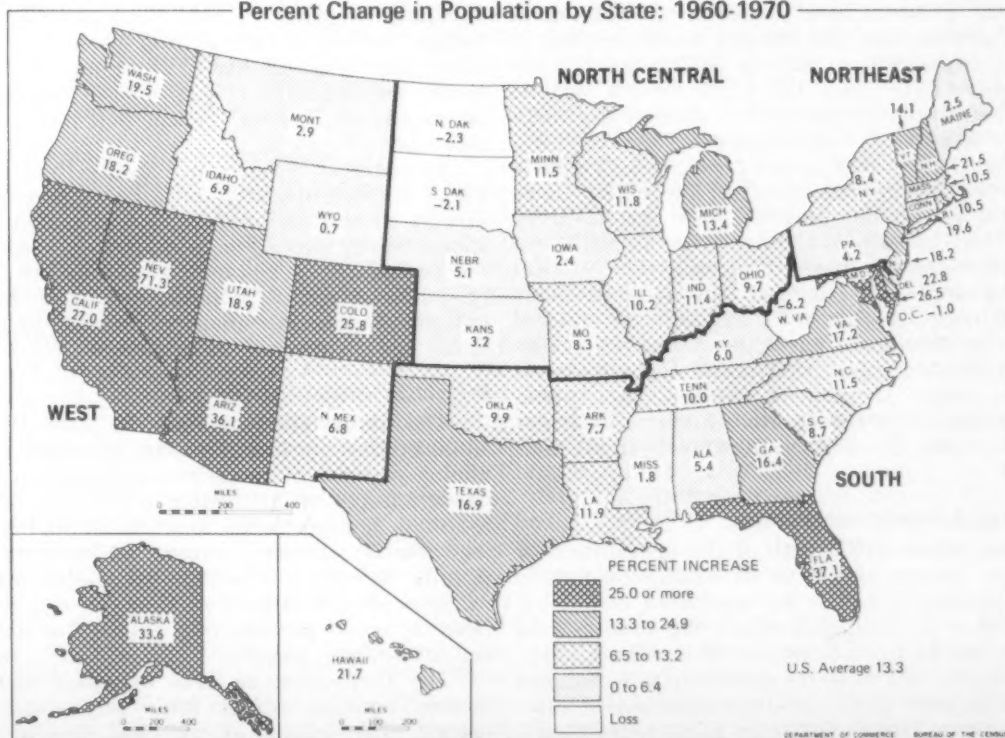 Percent Change in Population by State: 1960-1970
NORTH CENTRAL
NORTHEAST
WEST
SOUTH
WASH
19.5
OREG
18.2
CALIF
27.0
NEV
71.3
IDAHO
6.9
MONT
2.9
WYO
0.7
UTAH
18.9
COLO
25.8
ARIZ
36.1
N. MEX
6.8
N. DAK
-2.3
S. DAK
-2.1
NEBR
5.1
KANS
3.2
MINN
11.5
IOWA
2.4
MO
8.3
WIS
11.8
ILL
10.2
MICH
13.4
IND
11.4
OHIO
9.7
OKLA
9.9
TEXAS
16.9
ARK
7.7
LA
11.9
MISS
1.8
ALA
5.4
TENN
10.0
KY
6.0
GA
16.4
FLA
37.1
S.C.
8.7
N.C.
11.5
VA
17.2
-6.2
W. VA
PA
4.2
8.4
N.Y.
14.1
VT
N.H.
2.5
MAINE
21.5
MASS
10.5
CONN
R.I.
10.5
19.6
18.2
DEL 22.8
MD
26.5
D.C. -1.0
MILES
0 200 400
ALASKA
33.6
MILES
0 200 400
HAWAII
21.7
MILES
0 100 200
PERCENT INCREASE
25.0 or more
13.3 to 24.9
6.5 to 13.2
0 to 6.4
Loss
U.S. Average 13.3
DEPARTMENT OF COMMERCE BUREAU OF THE CENSUS